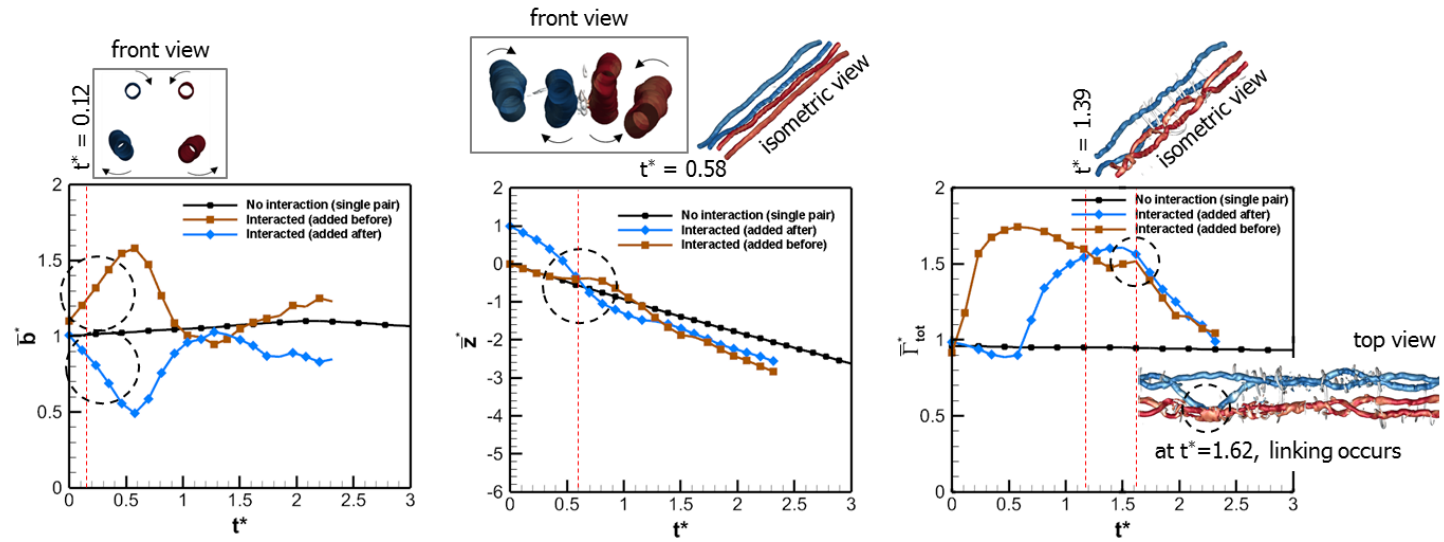 front view
t* = 0.12
2
1.5
1
0.5
0
b̅*
0
0.5
1
1.5
2
2.5
3
t*
No interaction (single pair)
Interacted (added before)
Interacted (added after)
front view
isometric view
t* = 0.58
2
1
0
-1
-2
-3
-4
-5
-6
z̅*
0
0.5
1
1.5
2
2.5
3
t*
No interaction (single pair)
Interacted (added after)
Interacted (added before)
t* = 1.39
isometric view
2
1.5
1
0.5
0
Γ̅*tot
0
0.5
1
1.5
2
2.5
3
t*
No interaction (single pair)
Interacted (added after)
Interacted (added before)
top view
at t*=1.62, linking occurs